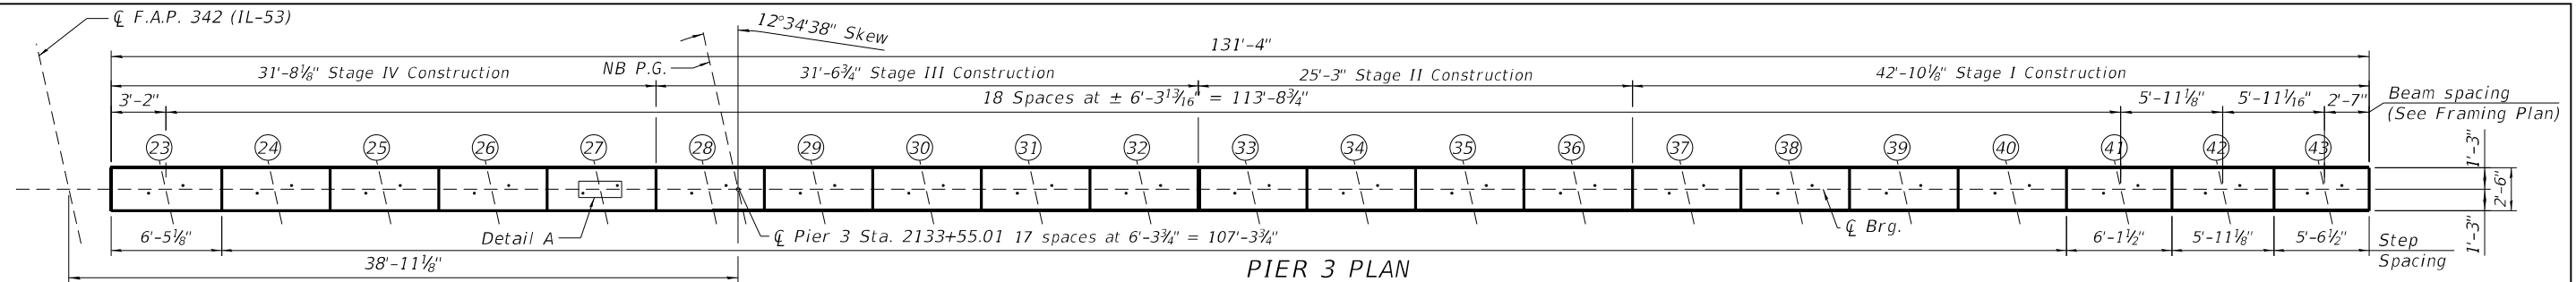 ℄ F.A.P. 342 (IL-53)
12°34'38" Skew
131'-4"
31'-8⅛" Stage IV Construction
NB P.G.
31'-6¾" Stage III Construction
25'-3" Stage II Construction
42'-10⅛" Stage I Construction
3'-2"
18 Spaces at ± 6'-3 13/16" = 113'-8¾"
5'-11⅛"
5'-11 1/16"
2'-7"
Beam spacing
(See Framing Plan)
23 24 25 26 27 28 29 30 31 32 33 34 35 36 37 38 39 40 41 42 43
1'-3"
2'-6"
1'-3"
6'-5⅛"
Detail A
℄ Pier 3 Sta. 2133+55.01
17 spaces at 6'-3¾" = 107'-3¾"
℄ Brg.
6'-1½"
5'-11⅛"
5'-6½"
Step
Spacing
38'-11⅛"
PIER 3 PLAN